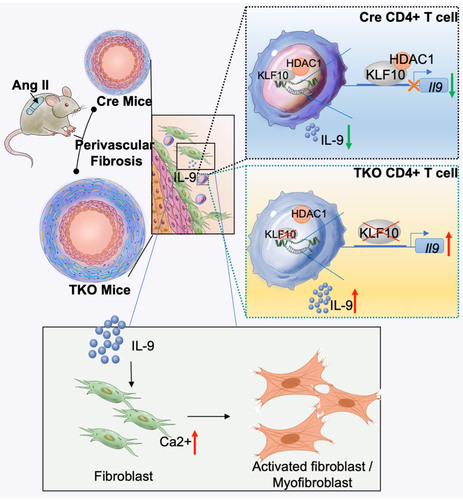 Cre CD4+ T cell
HDAC1
KLF10
HDAC1
KLF10
Il9
IL-9
Ang II
Cre Mice
Perivascular
Fibrosis
IL-9
TKO Mice
TKO CD4+ T cell
HDAC1
KLF10
KLF10
Il9
IL-9
IL-9
Ca2+
Fibroblast
Activated fibroblast /
Myofibroblast